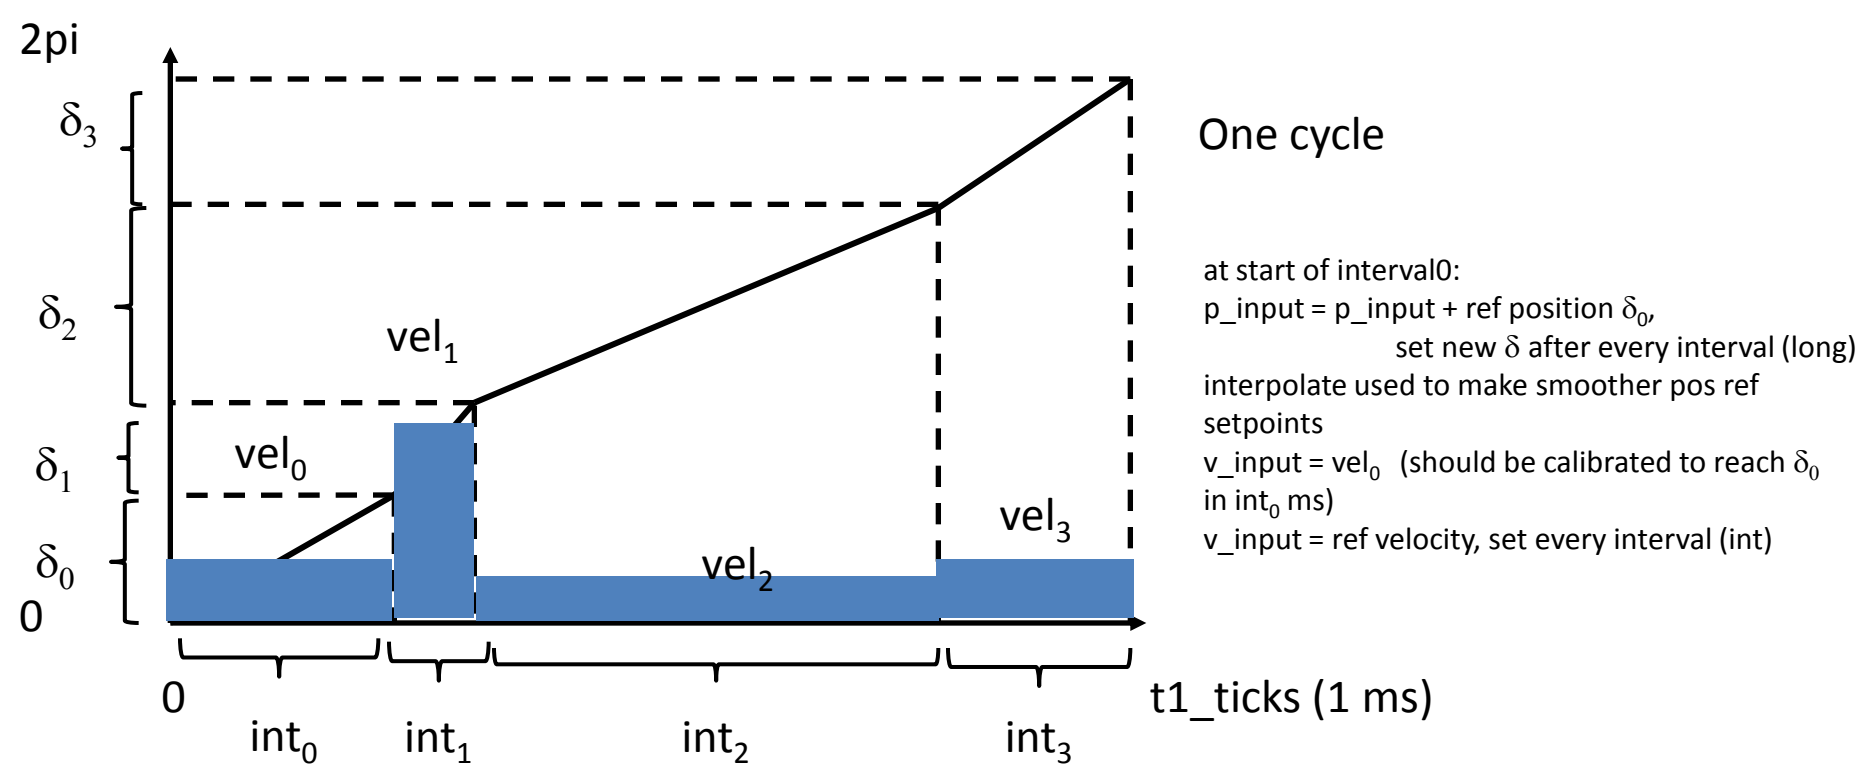 2pi
δ3
One cycle
at start of interval0:
p_input = p_input + ref position δ0,
set new δ after every interval (long)
δ2
vel1
interpolate used to make smoother pos ref
setpoints
vel0
δ1
v_input = vel0 (should be calibrated to reach δ0
in int0 ms)
vel3
v_input = ref velocity, set every interval (int)
δ0
vel2
0
0
t1_ticks (1 ms)
int0
int1
int2
int3